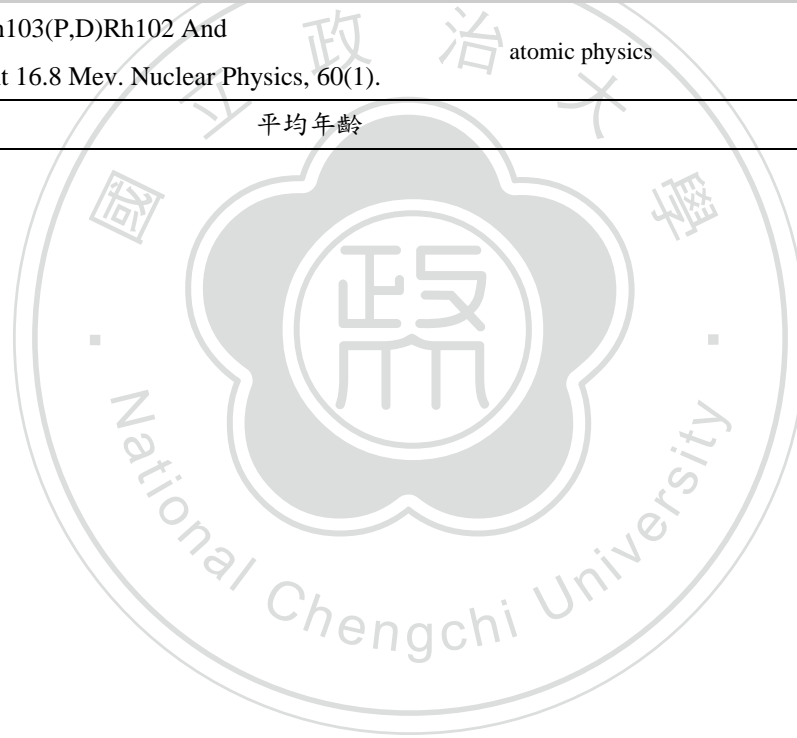 h103(P,D)Rh102 And
atomic physics
t 16.8 Mev. Nuclear Physics, 60(1).
平均年齡
國立政治大學
政
National Chengchi University